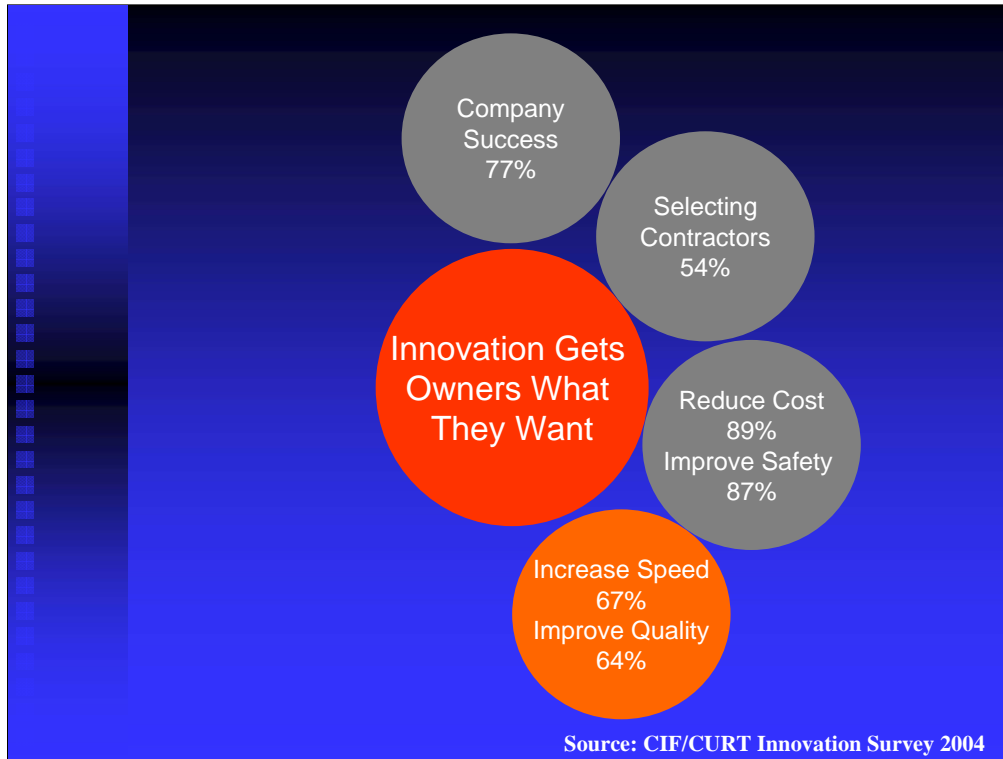 Company
Success
77%
Selecting
Contractors
54%
Innovation Gets
Owners What
They Want
Reduce Cost
89%
Improve Safety
87%
Increase Speed
67%
Improve Quality
64%
Source: CIF/CURT Innovation Survey 2004